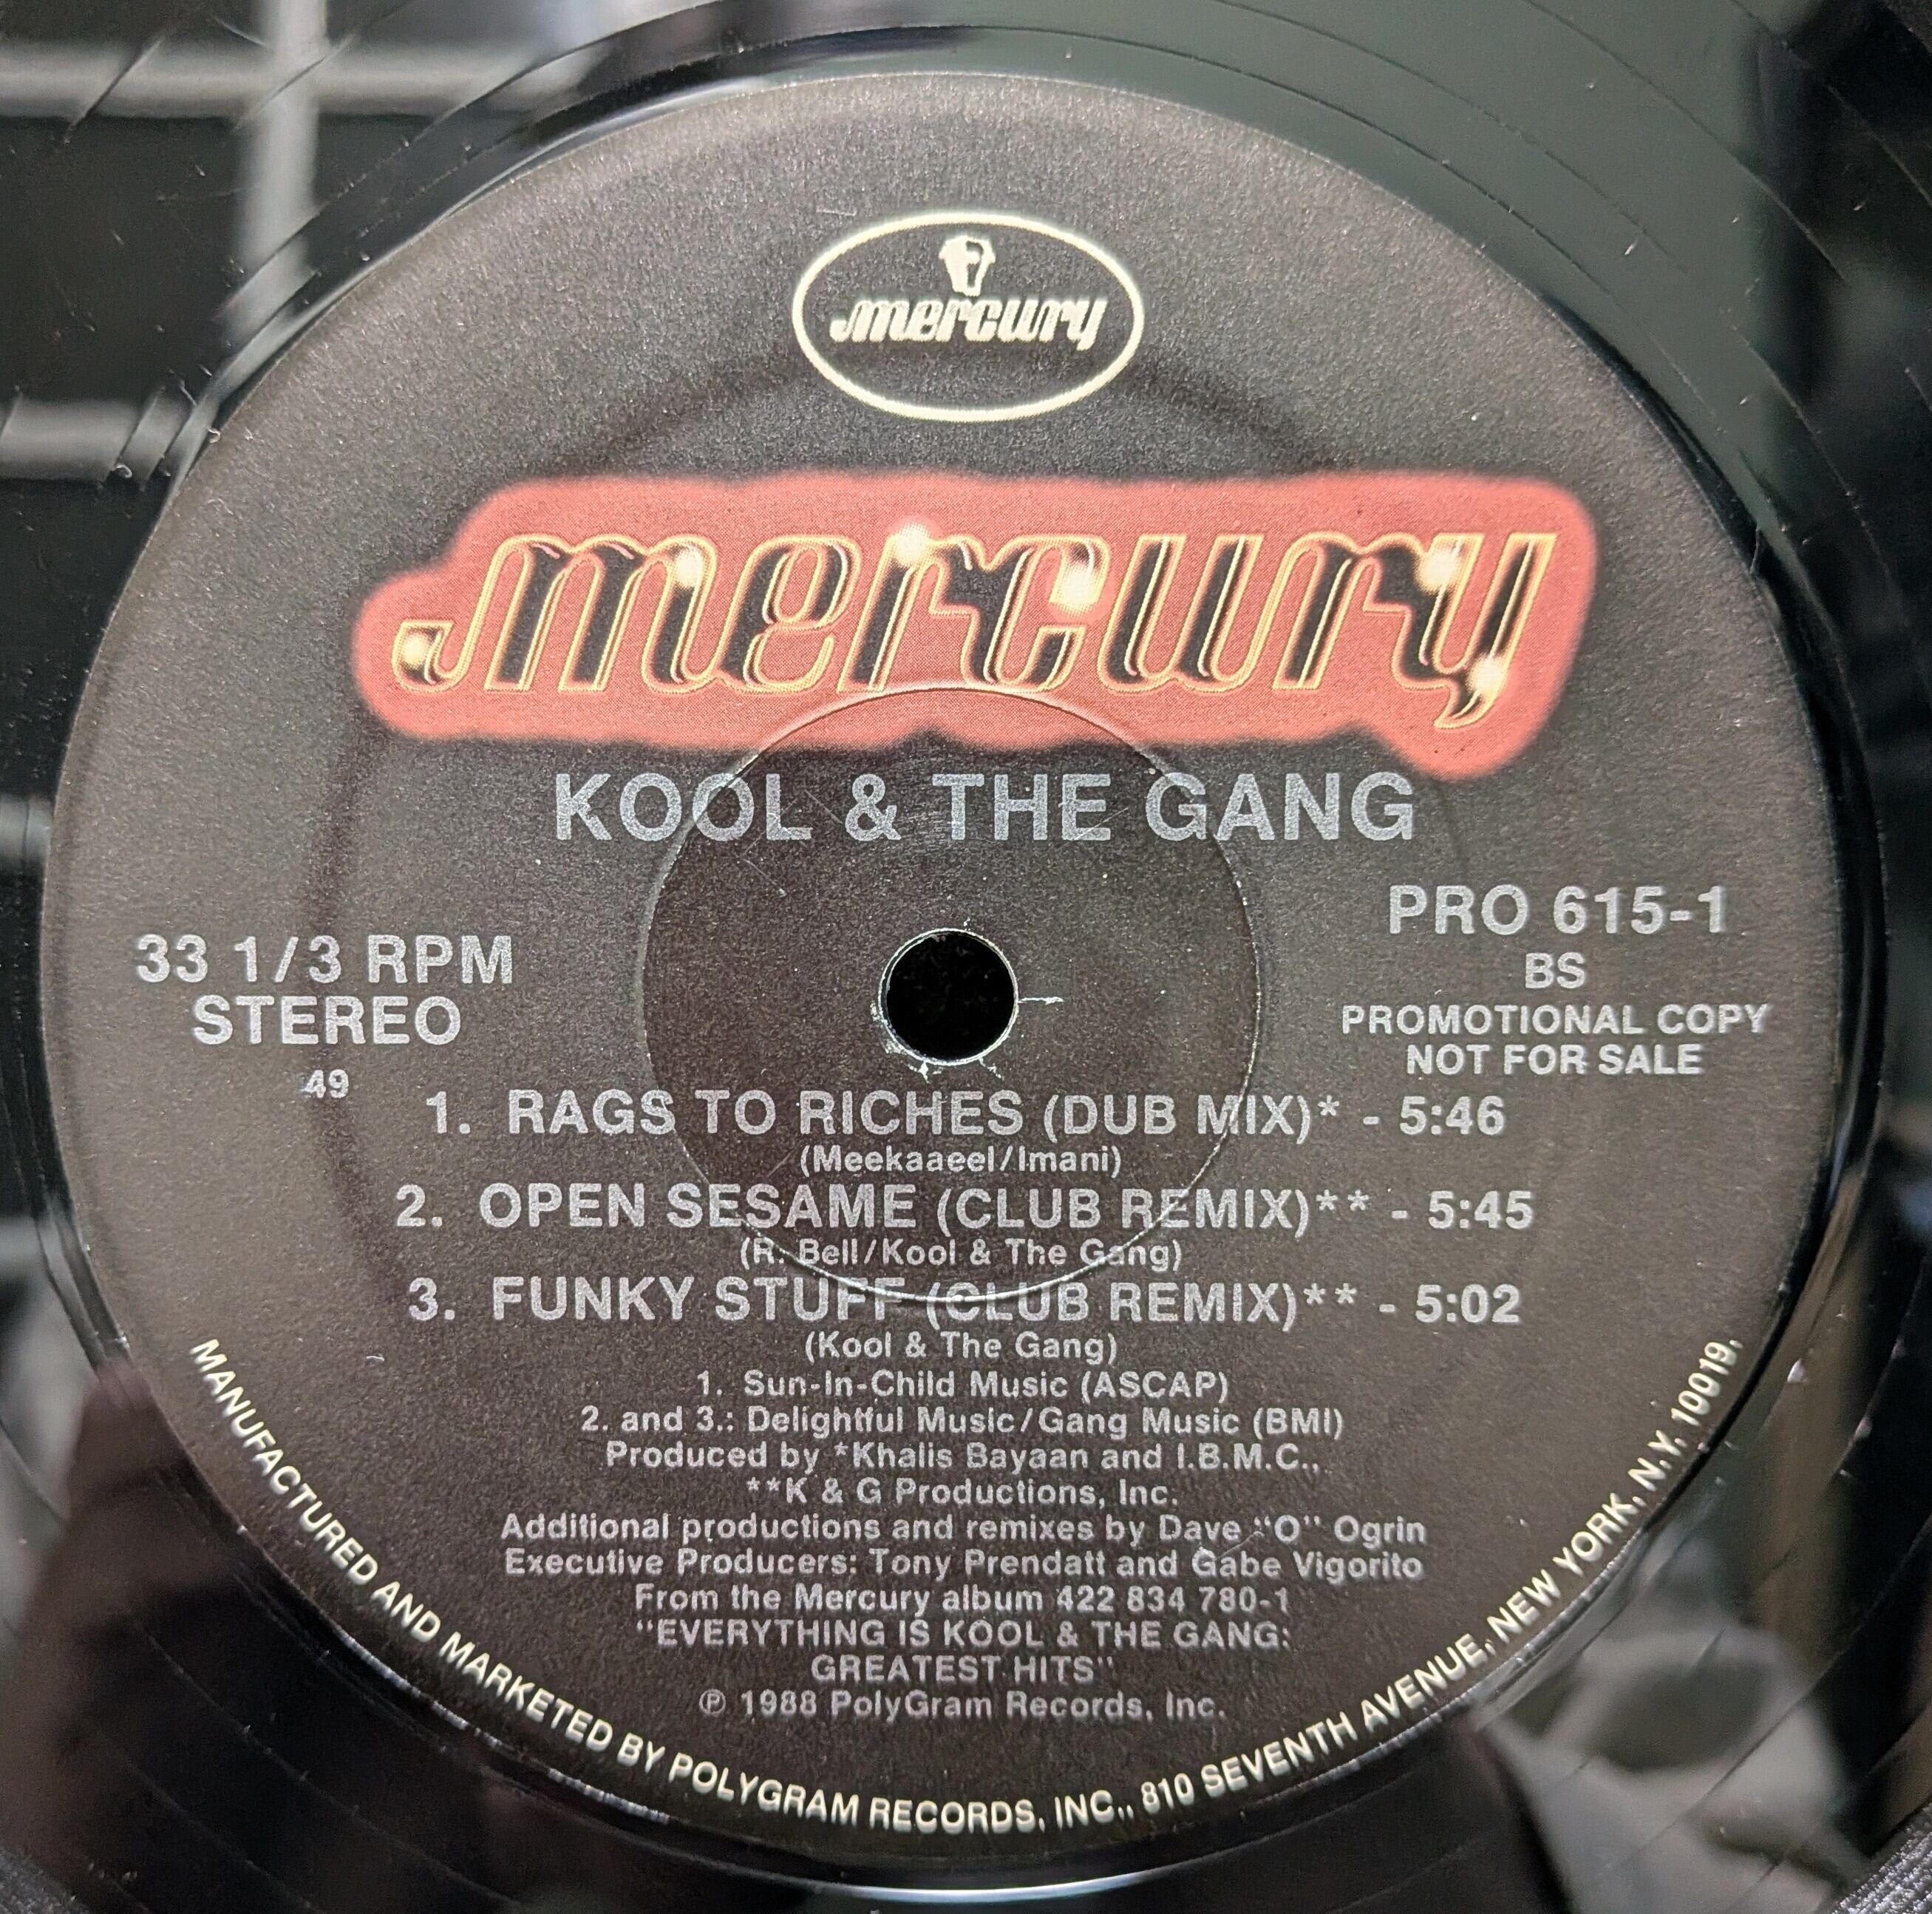 mercury
mercury
KOOL & THE GANG
33 1/3 RPM
STEREO
49
PRO 615-1
BS
PROMOTIONAL COPY
NOT FOR SALE
1. RAGS TO RICHES (DUB MIX)* - 5:46
(Meekaaeel/Imani)
2. OPEN SESAME (CLUB REMIX)** - 5:45
(R. Bell/Kool & The Gang)
3. FUNKY STUFF (CLUB REMIX)** - 5:02
(Kool & The Gang)
1. Sun-In-Child Music (ASCAP)
2. and 3.: Delightful Music/Gang Music (BMI)
Produced by *Khalis Bayaan and I.B.M.C.,
**K & G Productions, Inc.
Additional productions and remixes by Dave "O" Ogrin
Executive Producers: Tony Prendatt and Gabe Vigorito
From the Mercury album 422 834 780-1
"EVERYTHING IS KOOL & THE GANG:
GREATEST HITS"
℗ 1988 PolyGram Records, Inc.
MANUFACTURED AND MARKETED BY POLYGRAM RECORDS, INC., 810 SEVENTH AVENUE, NEW YORK, N.Y. 10019.